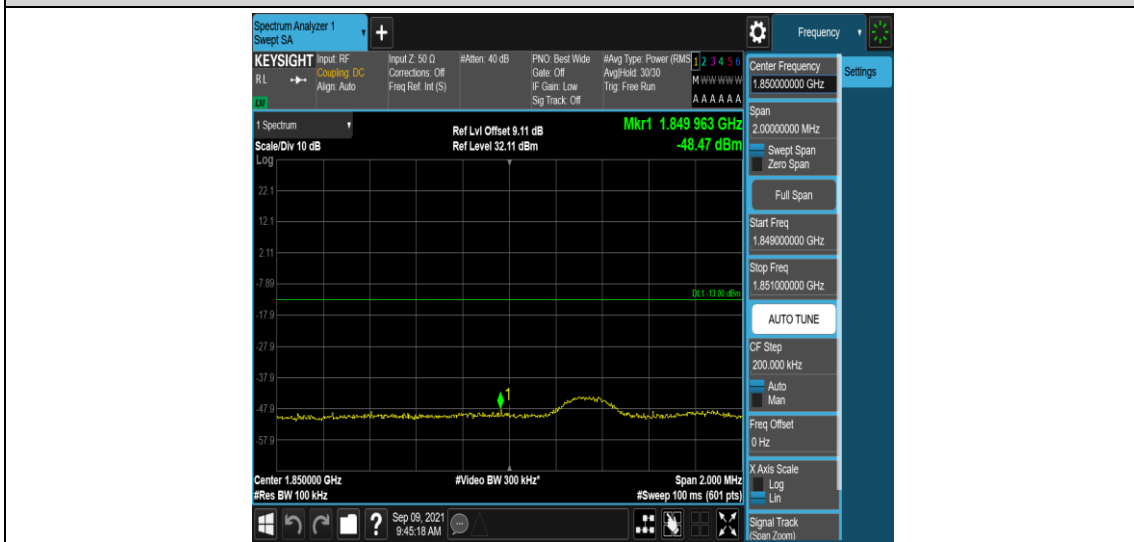 Spectrum Analyzer 1
Swept SA
+
Frequency
KEYSIGHT
RL
LXI
Input: RF
Coupling: DC
Align: Auto
Input Z: 50 Ω
Corrections: Off
Freq Ref: Int (S)
#Atten: 40 dB
PNO: Best Wide
Gate: Off
IF Gain: Low
Sig Track: Off
#Avg Type: Power (RMS
Avg|Hold: 30/30
Trig: Free Run
1 2 3 4 5 6
M W W W W W
A A A A A A
1 Spectrum
Scale/Div 10 dB
Ref Lvl Offset 9.11 dB
Ref Level 32.11 dBm
Mkr1 1.849 963 GHz
-48.47 dBm
Log
22.1
12.1
2.11
-7.89
DL1 -13.00 dBm
-17.9
-27.9
-37.9
1
-47.9
-57.9
Center 1.850000 GHz
#Video BW 300 kHz*
Span 2.000 MHz
#Res BW 100 kHz
#Sweep 100 ms (601 pts)
?
Sep 09, 2021
9:45:18 AM
Center Frequency
1.850000000 GHz
Settings
Span
2.00000000 MHz
Swept Span
Zero Span
Full Span
Start Freq
1.849000000 GHz
Stop Freq
1.851000000 GHz
AUTO TUNE
CF Step
200.000 kHz
Auto
Man
Freq Offset
0 Hz
X Axis Scale
Log
Lin
Signal Track
(Span Zoom)